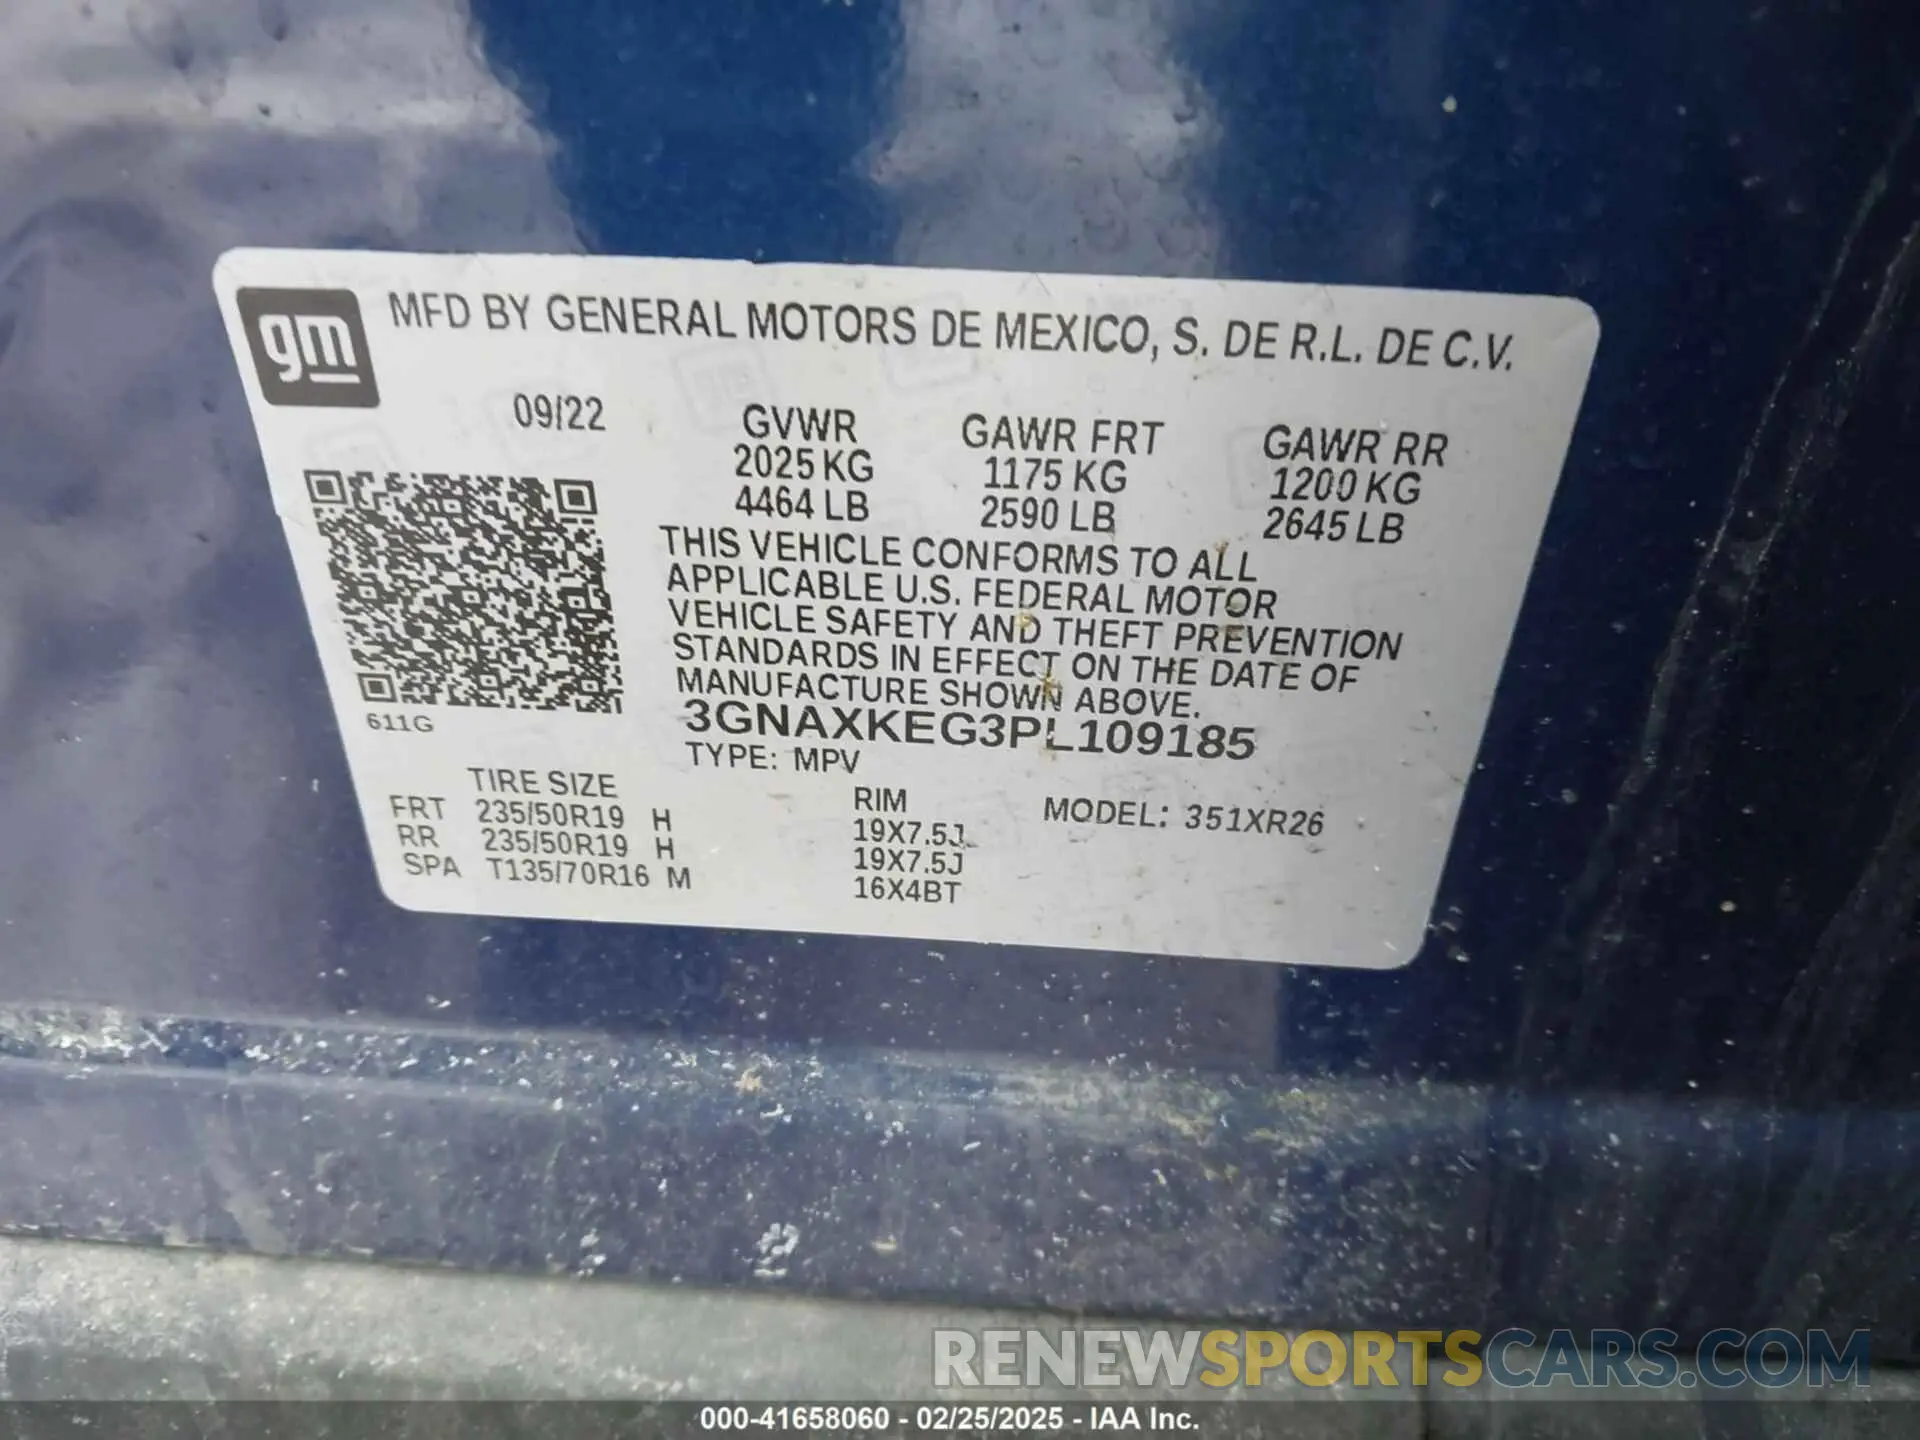 gm MFD BY GENERAL MOTORS DE MEXICO, S. DE R.L. DE C.V.
09/22 GVWR GAWR FRT GAWR RR
2025 KG 1175 KG 1200 KG
4464 LB 2590 LB 2645 LB
THIS VEHICLE CONFORMS TO ALL
APPLICABLE U.S. FEDERAL MOTOR
VEHICLE SAFETY AND THEFT PREVENTION
STANDARDS IN EFFECT ON THE DATE OF
MANUFACTURE SHOWN ABOVE.
611G 3GNAXKEG3PL109185
TYPE: MPV
TIRE SIZE RIM MODEL: 351XR26
FRT 235/50R19 H 19X7.5J
RR 235/50R19 H 19X7.5J
SPA T135/70R16 M 16X4BT
RENEWSPORTSCARS.COM
000-41658060 - 02/25/2025 - IAA Inc.